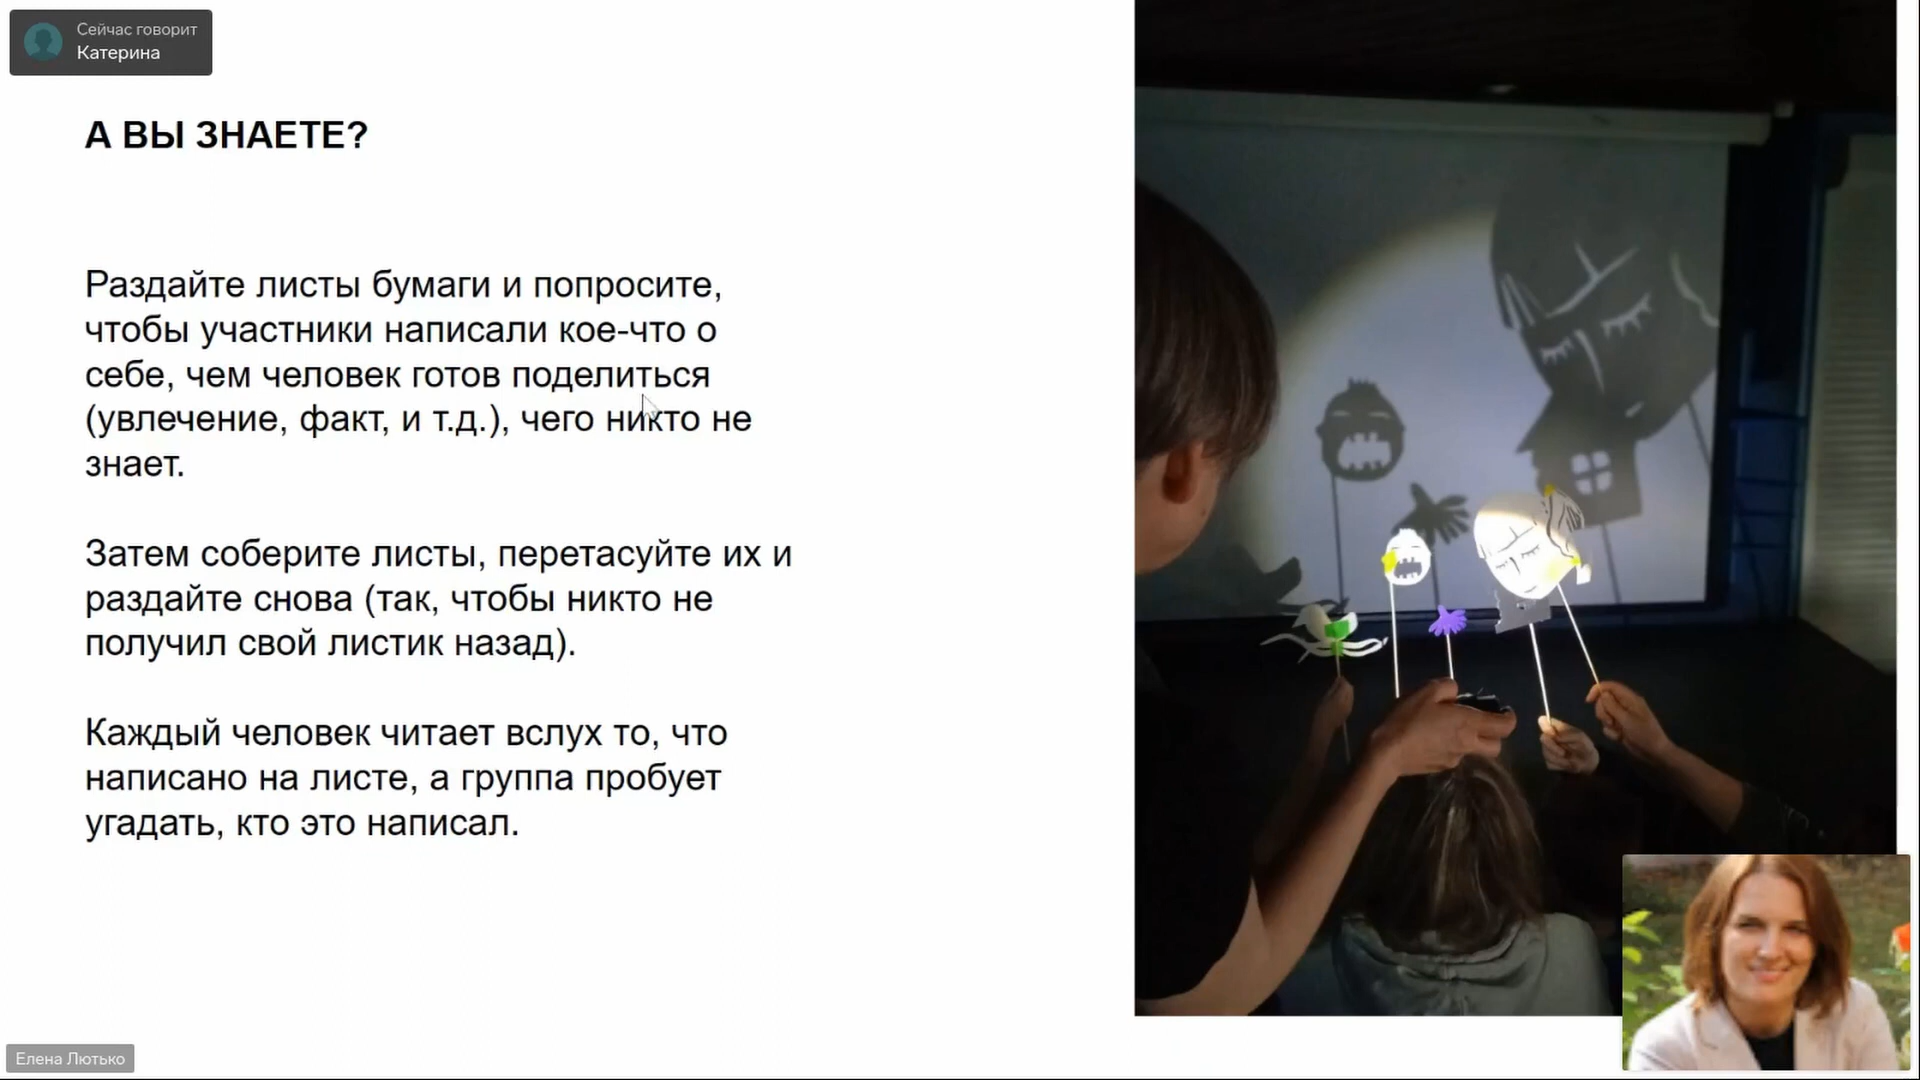 Сейчас говорит
Катерина
А ВЫ ЗНАЕТЕ?
Раздайте листы бумаги и попросите,
чтобы участники написали кое-что о
себе, чем человек готов поделиться
(увлечение, факт, и т.д.), чего никто не
знает.
Затем соберите листы, перетасуйте их и
раздайте снова (так, чтобы никто не
получил свой листик назад).
Каждый человек читает вслух то, что
написано на листе, а группа пробует
угадать, кто это написал.
Елена Лютько